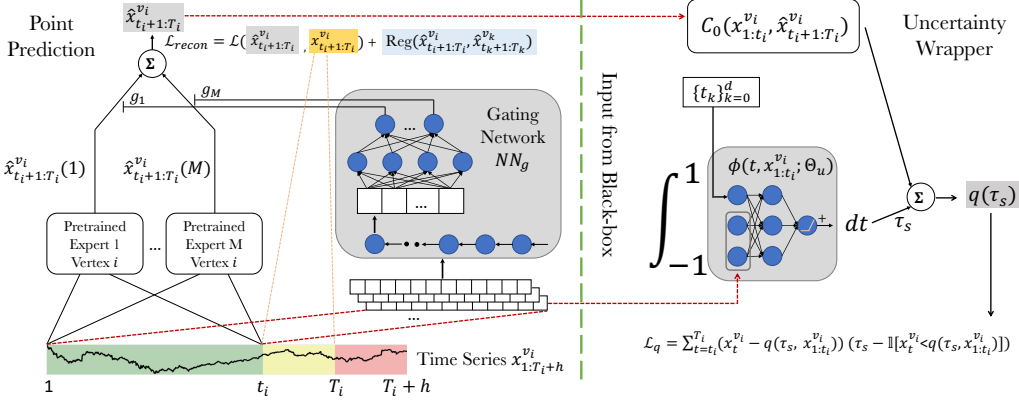 Point
Prediction
x̂^{v_i}_{t_i+1:T_i}
ℒ_recon = ℒ(x̂^{v_i}_{t_i+1:T_i}, x^{v_i}_{t_i+1:T_i}) + Reg(x̂^{v_i}_{t_i+1:T_i}, x̂^{v_k}_{t_k+1:T_k})
Σ
g_1
g_M
x̂^{v_i}_{t_i+1:T_i}(1)
x̂^{v_i}_{t_i+1:T_i}(M)
Pretrained
Expert 1
Vertex i
...
Pretrained
Expert M
Vertex i
...
Gating
Network
NN_g
...
...
Time Series x^{v_i}_{1:T_i+h}
1
t_i
T_i
T_i + h
Input from Black-box
C_0(x^{v_i}_{1:t_i}, x̂^{v_i}_{t_i+1:T_i})
Uncertainty
Wrapper
{t_k}^d_{k=0}
ϕ(t, x^{v_i}_{1:t_i}; Θ_u)
∫^1_{-1}
+
dt
τ_s
Σ
q(τ_s)
ℒ_q = ∑^{T_i}_{t=t_i}(x^{v_i}_t − q(τ_s, x^{v_i}_{1:t_i})) (τ_s − 𝕀[x^{v_i}_t<q(τ_s, x^{v_i}_{1:t_i})])